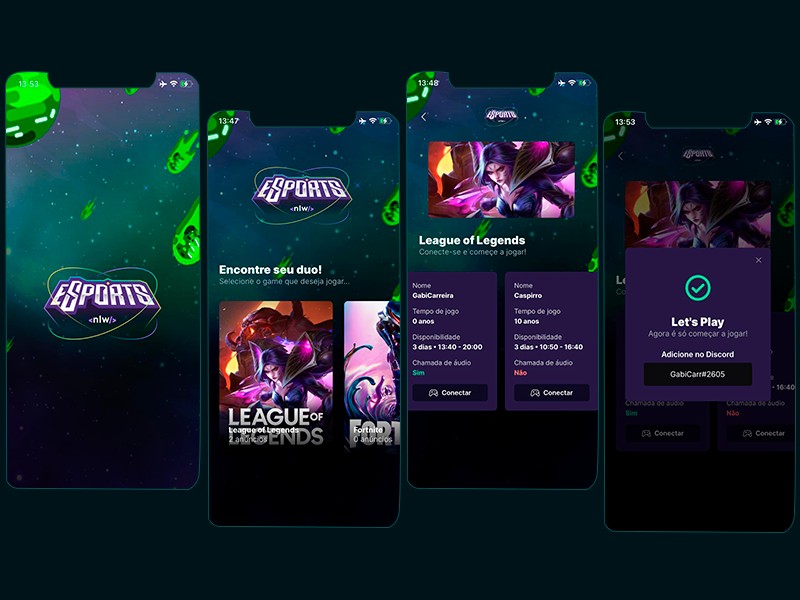 13:53
eSPORTS
<nlw/>
13:47
eSPORTS
<nlw/>
Encontre seu duo!
Selecione o game que deseja jogar...
LEAGUE OF
LEGENDS
League of Legends
2 anúncios
FORT
Fortnite
0 anúncios
13:48
eSPORTS
League of Legends
Conecte-se e começe a jogar!
Nome
GabiCarreira
Tempo de jogo
0 anos
Disponibilidade
3 dias • 13:40 - 20:00
Chamada de áudio
Sim
Conectar
Nome
Caspirro
Tempo de jogo
10 anos
Disponibilidade
3 dias • 10:50 - 16:40
Chamada de áudio
Não
Conectar
13:53
eSPORTS
Le
Co
Let's Play
Agora é só começar a jogar!
Adicione no Discord
GabiCarr#2605
16:40
Chamada de áudio
Sim
Conectar
Chamada de áudio
Não
Conectar